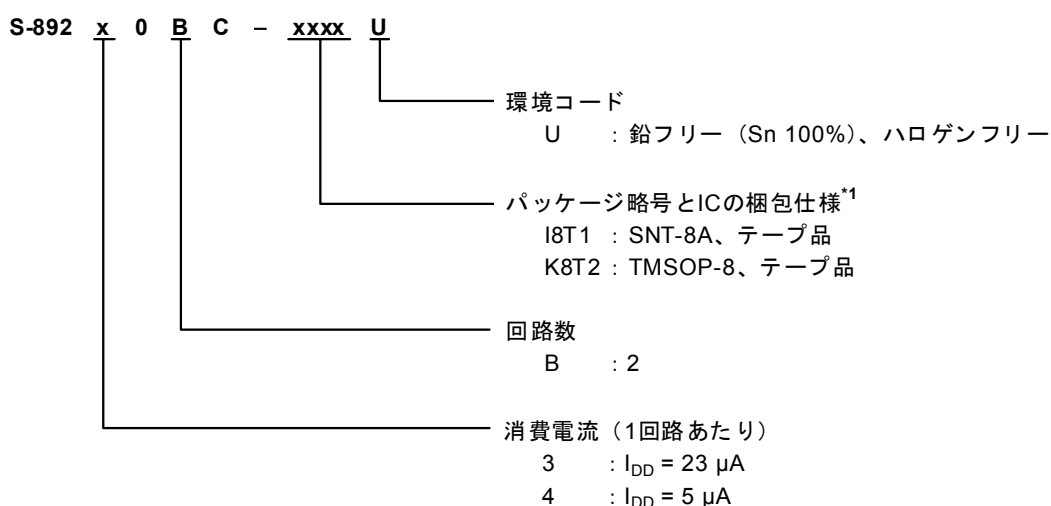 S-892 x 0 B C – xxxx U
環境コード
U : 鉛フリー (Sn 100%)、ハロゲンフリー
パッケージ略号とICの梱包仕様*1
I8T1 : SNT-8A、テープ品
K8T2 : TMSOP-8、テープ品
回路数
B : 2
消費電流（1回路あたり）
3 : IDD = 23 μA
4 : IDD = 5 μA